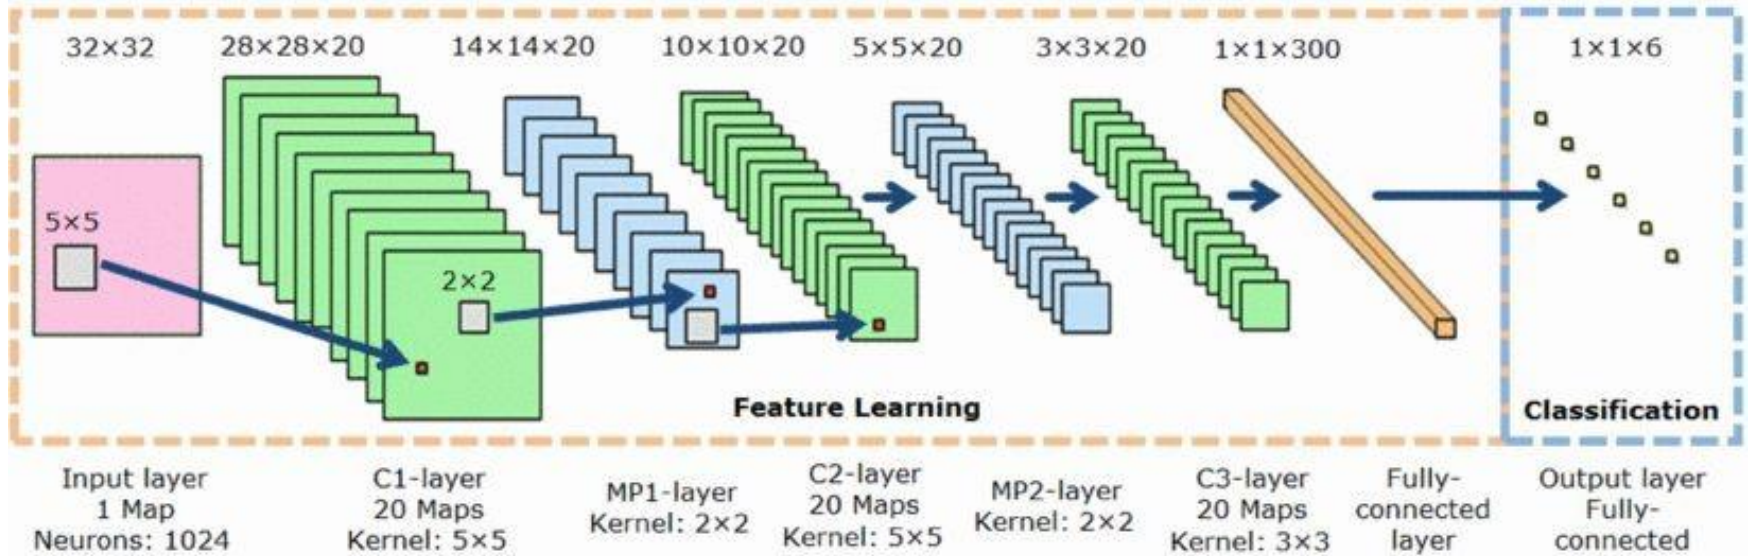 32×32
28×28×20
14×14×20
10×10×20
5×5×20
3×3×20
1×1×300
1×1×6
5×5
2×2
Feature Learning
Classification
Input layer
1 Map
Neurons: 1024
C1-layer
20 Maps
Kernel: 5×5
MP1-layer
Kernel: 2×2
C2-layer
20 Maps
Kernel: 5×5
MP2-layer
Kernel: 2×2
C3-layer
20 Maps
Kernel: 3×3
Fully-
connected
layer
Output layer
Fully-
connected